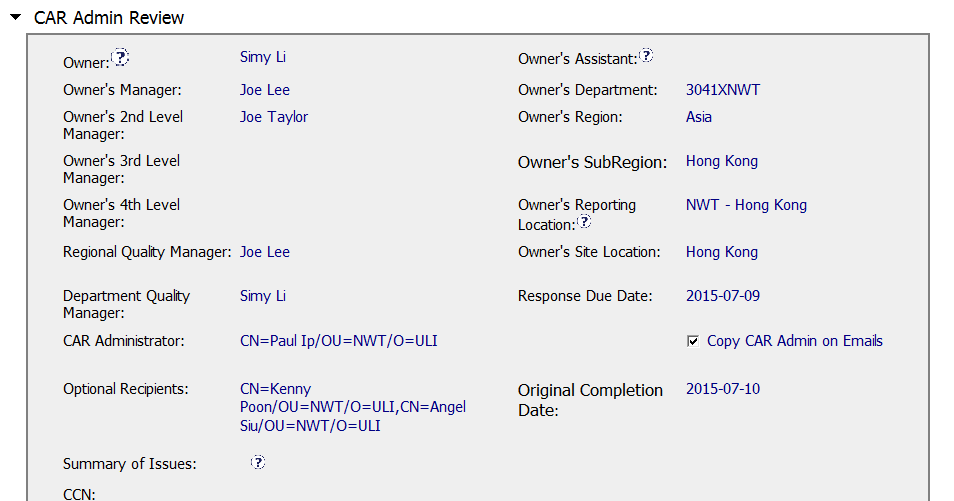 CAR Admin Review
Owner: ? Simy Li Owner's Assistant: ?
Owner's Manager: Joe Lee Owner's Department: 3041XNWT
Owner's 2nd Level Joe Taylor Owner's Region: Asia
Manager:
Owner's 3rd Level Owner's SubRegion: Hong Kong
Manager:
Owner's 4th Level Owner's Reporting NWT - Hong Kong
Manager: Location: ?
Regional Quality Manager: Joe Lee Owner's Site Location: Hong Kong
Department Quality Simy Li Response Due Date: 2015-07-09
Manager:
CAR Administrator: CN=Paul Ip/OU=NWT/O=ULI Copy CAR Admin on Emails
Optional Recipients: CN=Kenny Original Completion 2015-07-10
Poon/OU=NWT/O=ULI,CN=Angel Date:
Siu/OU=NWT/O=ULI
Summary of Issues: ?
CCN: